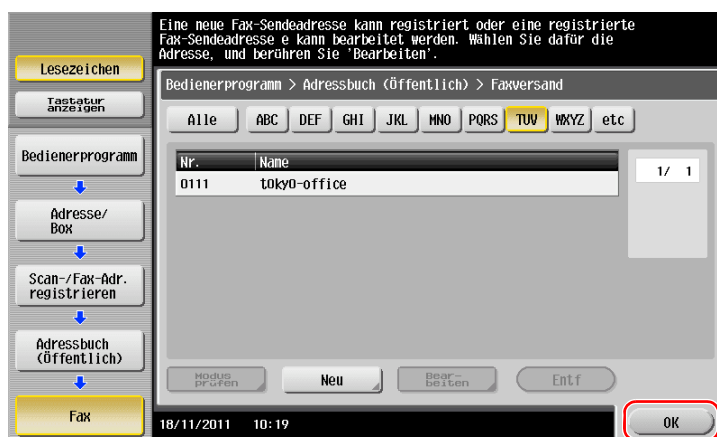 Eine neue Fax-Sendeadresse kann registriert oder eine registrierte
Fax-Sendeadresse e kann bearbeitet werden. Wählen Sie dafür die
Adresse, und berühren Sie 'Bearbeiten'.
Lesezeichen
Tastatur
anzeigen
Bedienerprogramm
Adresse/
Box
Scan-/Fax-Adr.
registrieren
Adressbuch
(Öffentlich)
Fax
Bedienerprogramm > Adressbuch (Öffentlich) > Faxversand
Alle ABC DEF GHI JKL MNO PQRS TUV WXYZ etc
Nr. Name
0111 tOkyO-office
1/ 1
Modus
prüfen
Neu
Bear-
beiten
Entf
18/11/2011 10:19
OK